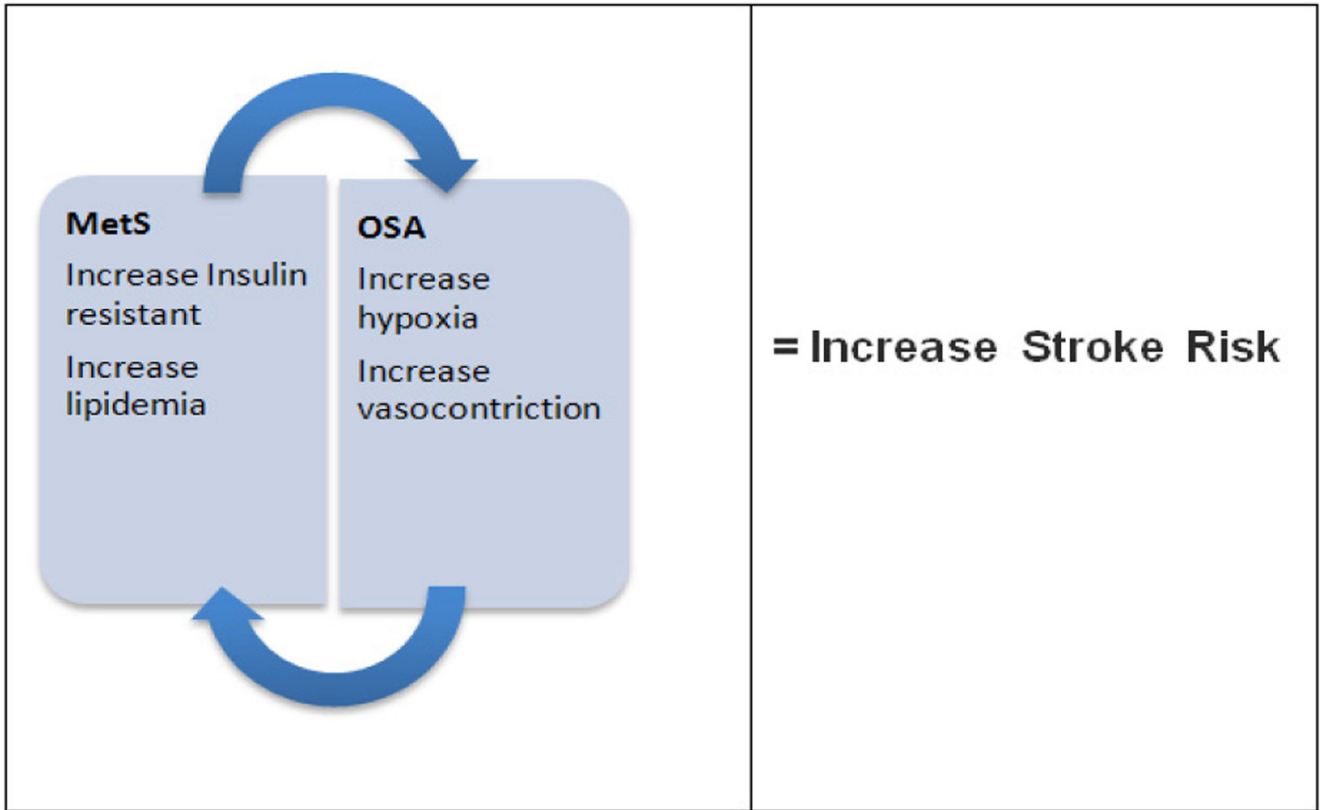 MetS
Increase Insulin
resistant
Increase
lipidemia
OSA
Increase
hypoxia
Increase
vasocontriction
= Increase Stroke Risk